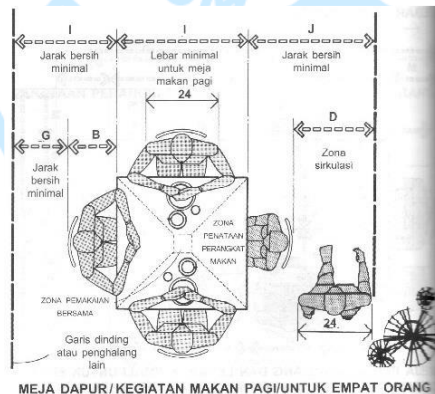 I
I
J
Jarak bersih
minimal
Lebar minimal
untuk meja
makan pagi
Jarak bersih
minimal
24
G
B
D
Jarak
bersih
minimal
Zona
sirkulasi
ZONA
PENATAAN
PERANGKAT
MAKAN
ZONA PEMAKAIAN
BERSAMA
24
Garis dinding
atau penghalang
lain
MEJA DAPUR/KEGIATAN MAKAN PAGI/UNTUK EMPAT ORANG